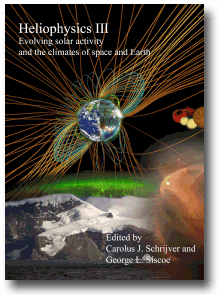 Heliophysics III
Evolving solar activity
and the climates of space and Earth
Edited by
Carolus J. Schrijver and
George L. Siscoe